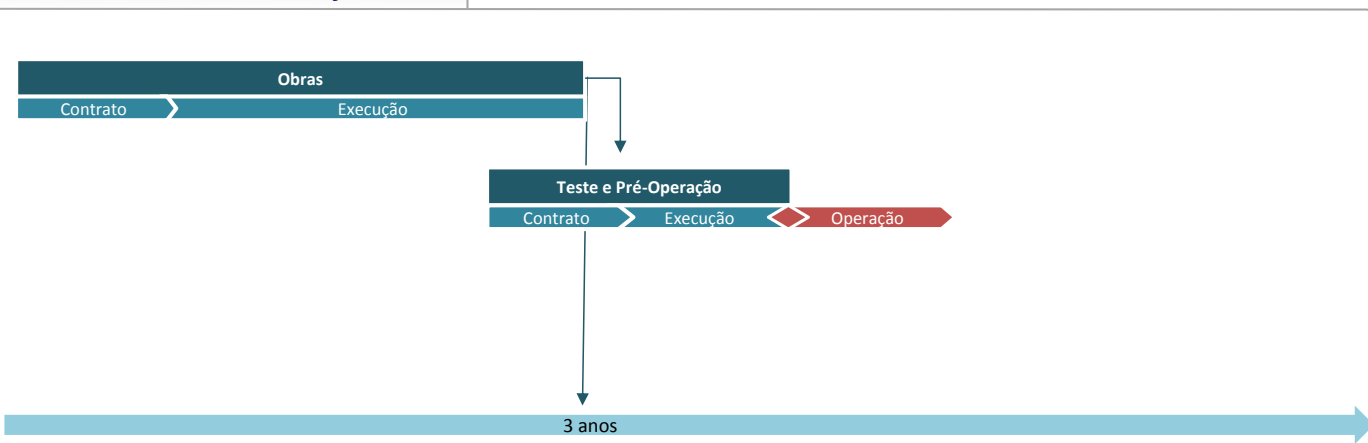 Obras
Contrato
Execução
Teste e Pré-Operação
Contrato
Execução
Operação
3 anos